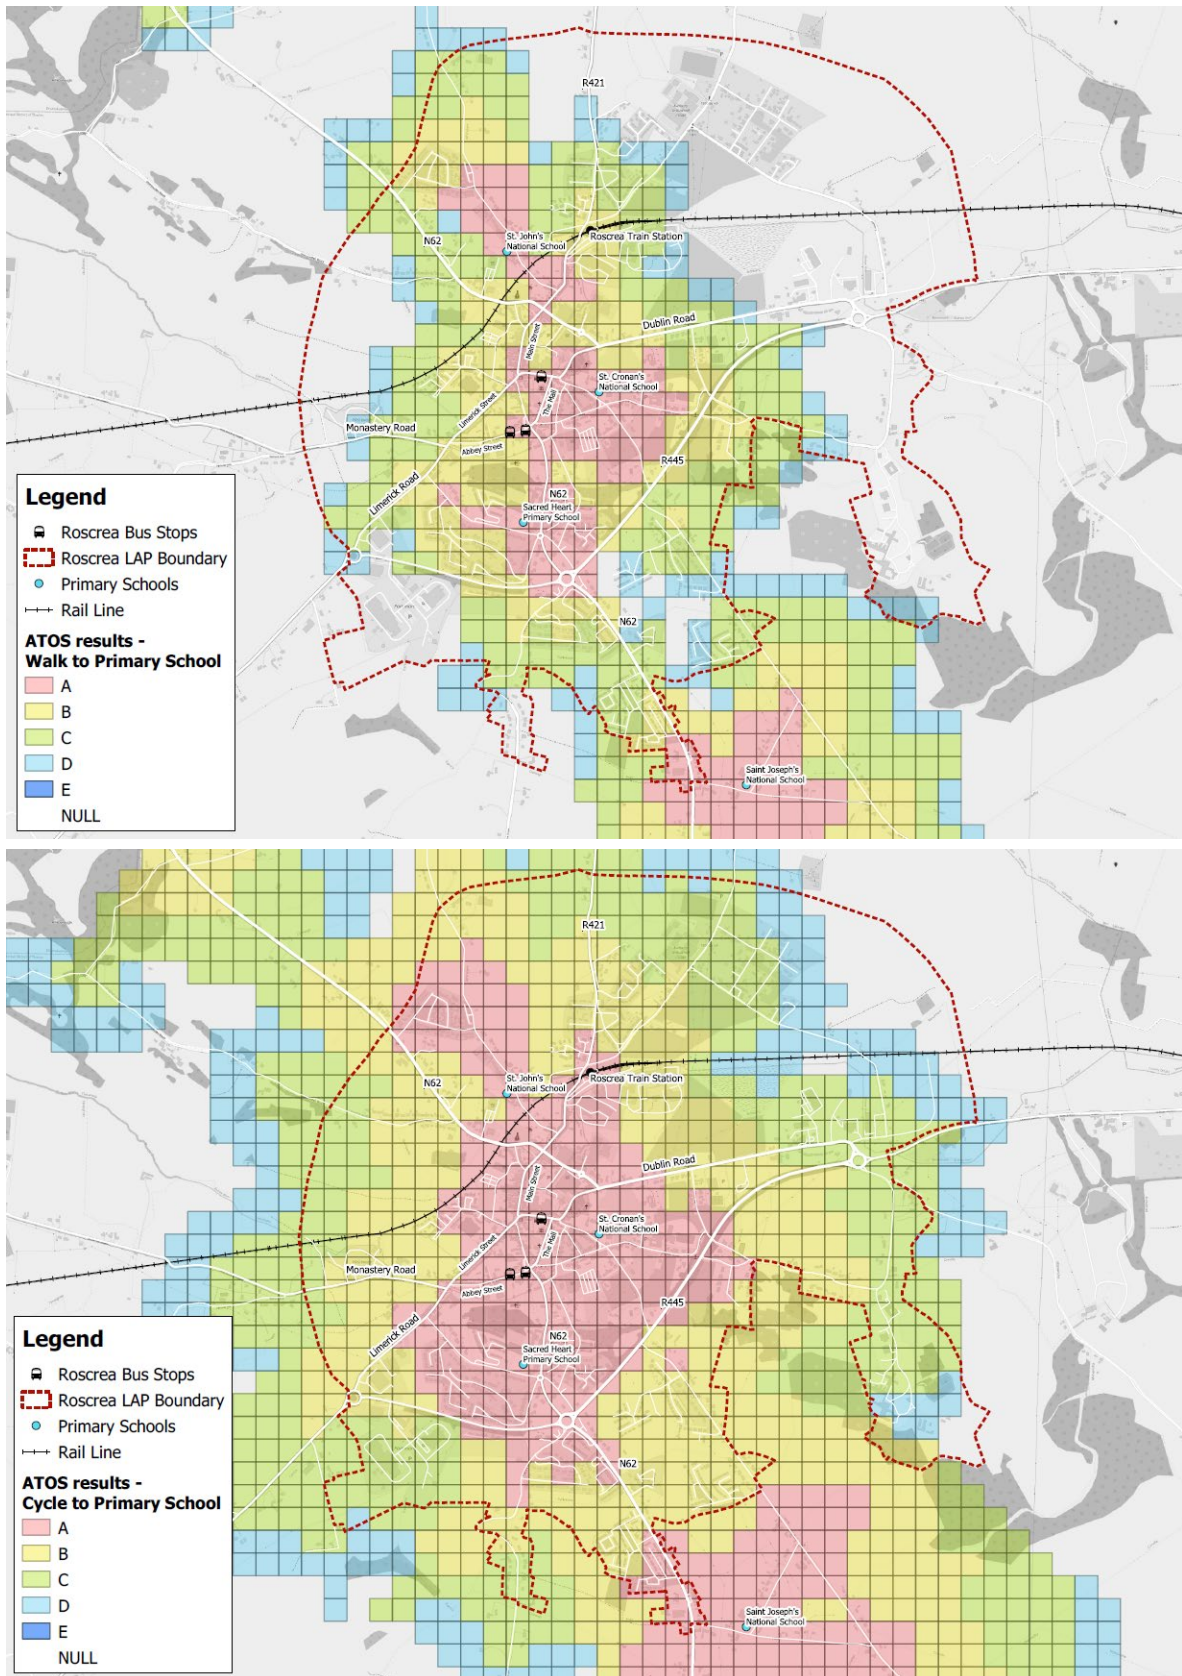 R421
N62
St. John's
National School
Roscrea Train Station
Dublin Road
Main Street
St. Cronan's
National School
The Mall
Limerick Street
Monastery Road
Abbey Street
R445
Limerick Road
N62
Sacred Heart
Primary School
N62
Saint Joseph's
National School
Legend
Roscrea Bus Stops
Roscrea LAP Boundary
Primary Schools
Rail Line
ATOS results -
Walk to Primary School
A
B
C
D
E
NULL
R421
N62
St. John's
National School
Roscrea Train Station
Dublin Road
Main Street
St. Cronan's
National School
The Mall
Limerick Street
Monastery Road
Abbey Street
R445
Limerick Road
N62
Sacred Heart
Primary School
N62
Saint Joseph's
National School
Legend
Roscrea Bus Stops
Roscrea LAP Boundary
Primary Schools
Rail Line
ATOS results -
Cycle to Primary School
A
B
C
D
E
NULL